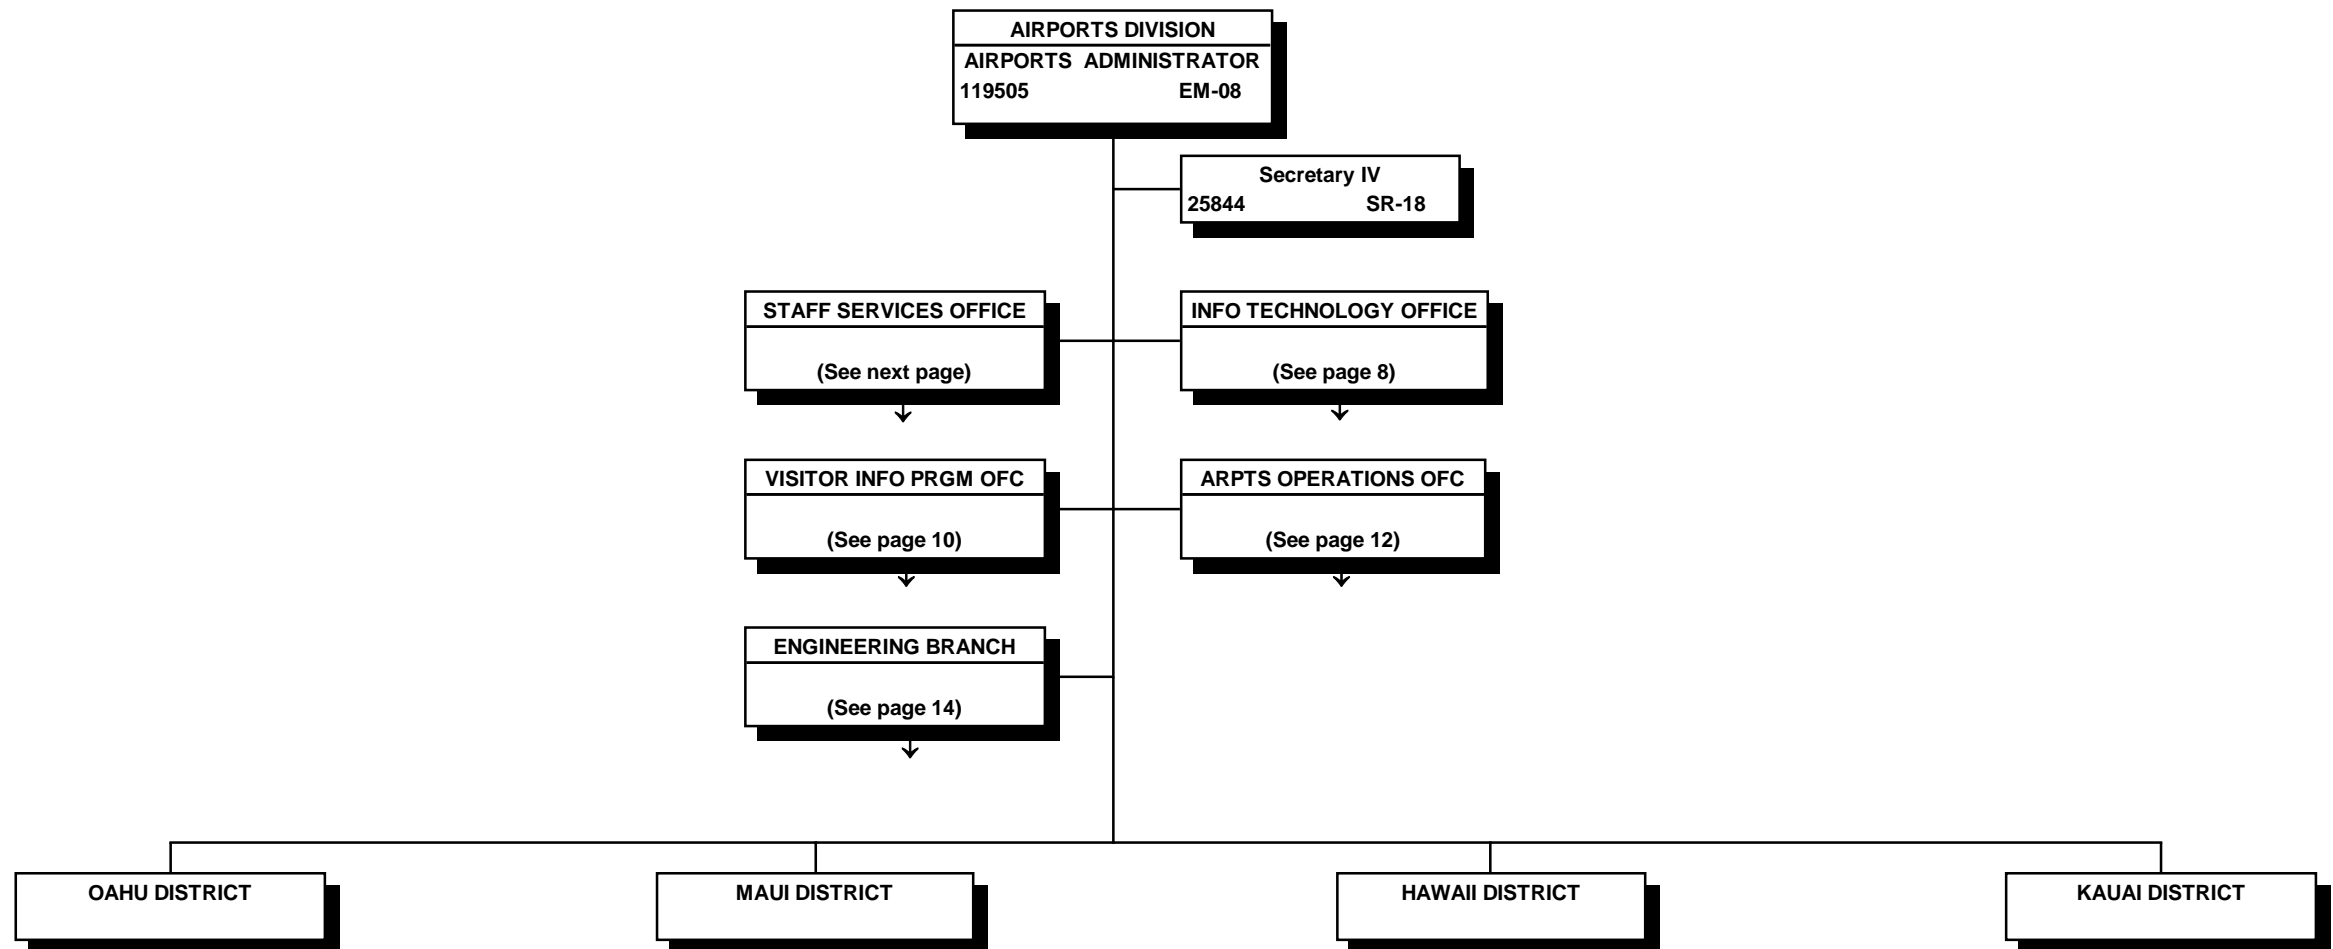 AIRPORTS DIVISION
AIRPORTS ADMINISTRATOR
119505 EM-08
Secretary IV
25844 SR-18
STAFF SERVICES OFFICE
(See next page)
INFO TECHNOLOGY OFFICE
(See page 8)
VISITOR INFO PRGM OFC
(See page 10)
ARPTS OPERATIONS OFC
(See page 12)
ENGINEERING BRANCH
(See page 14)
OAHU DISTRICT
MAUI DISTRICT
HAWAII DISTRICT
KAUAI DISTRICT